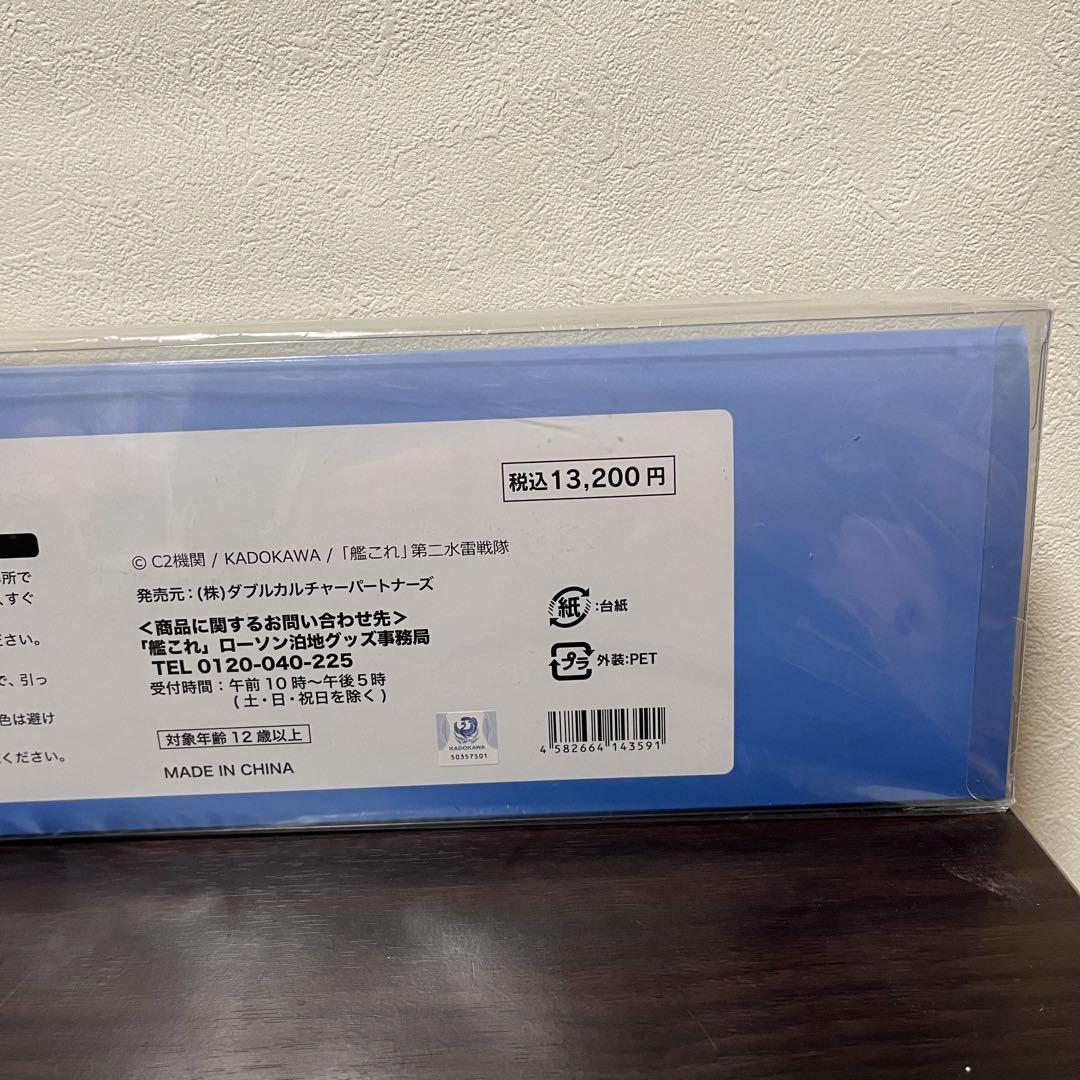 税込13,200円
© C2機関 / KADOKAWA / 「艦これ」第二水雷戦隊
発売元：(株)ダブルカルチャーパートナーズ
<商品に関するお問い合わせ先>
「艦これ」ローソン泊地グッズ事務局
TEL 0120-040-225
受付時間：午前10時～午後5時
(土・日・祝日を除く)
対象年齢12歳以上
MADE IN CHINA
所で
、すぐ
ださい。
で、引っ
色は避け
ください。
紙:台紙
プラ 外装:PET
KADOKAWA
50357501
4 582664 143591